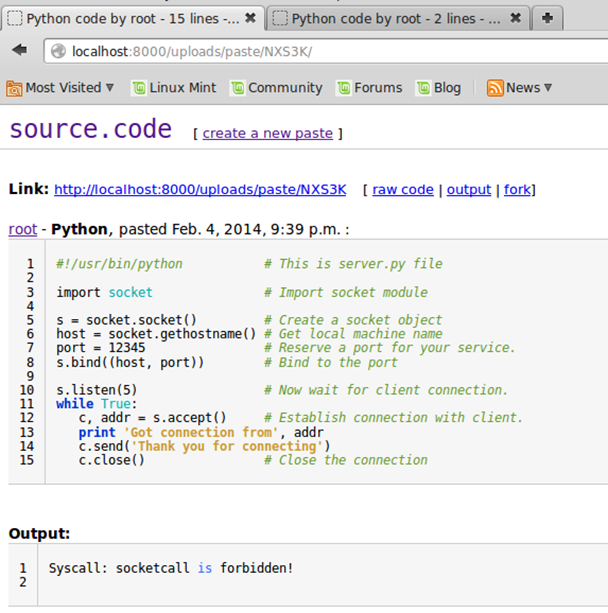 Python code by root - 15 lines -... Python code by root - 2 lines - ...
localhost:8000/uploads/paste/NXS3K/
Most Visited Linux Mint Community Forums Blog News
source.code [ create a new paste ]
Link: http://localhost:8000/uploads/paste/NXS3K [ raw code | output | fork]
root - Python, pasted Feb. 4, 2014, 9:39 p.m. :
1 #!/usr/bin/python # This is server.py file
2
3 import socket # Import socket module
4
5 s = socket.socket() # Create a socket object
6 host = socket.gethostname() # Get local machine name
7 port = 12345 # Reserve a port for your service.
8 s.bind((host, port)) # Bind to the port
9
10 s.listen(5) # Now wait for client connection.
11 while True:
12 c, addr = s.accept() # Establish connection with client.
13 print 'Got connection from', addr
14 c.send('Thank you for connecting')
15 c.close() # Close the connection
Output:
1 Syscall: socketcall is forbidden!
2